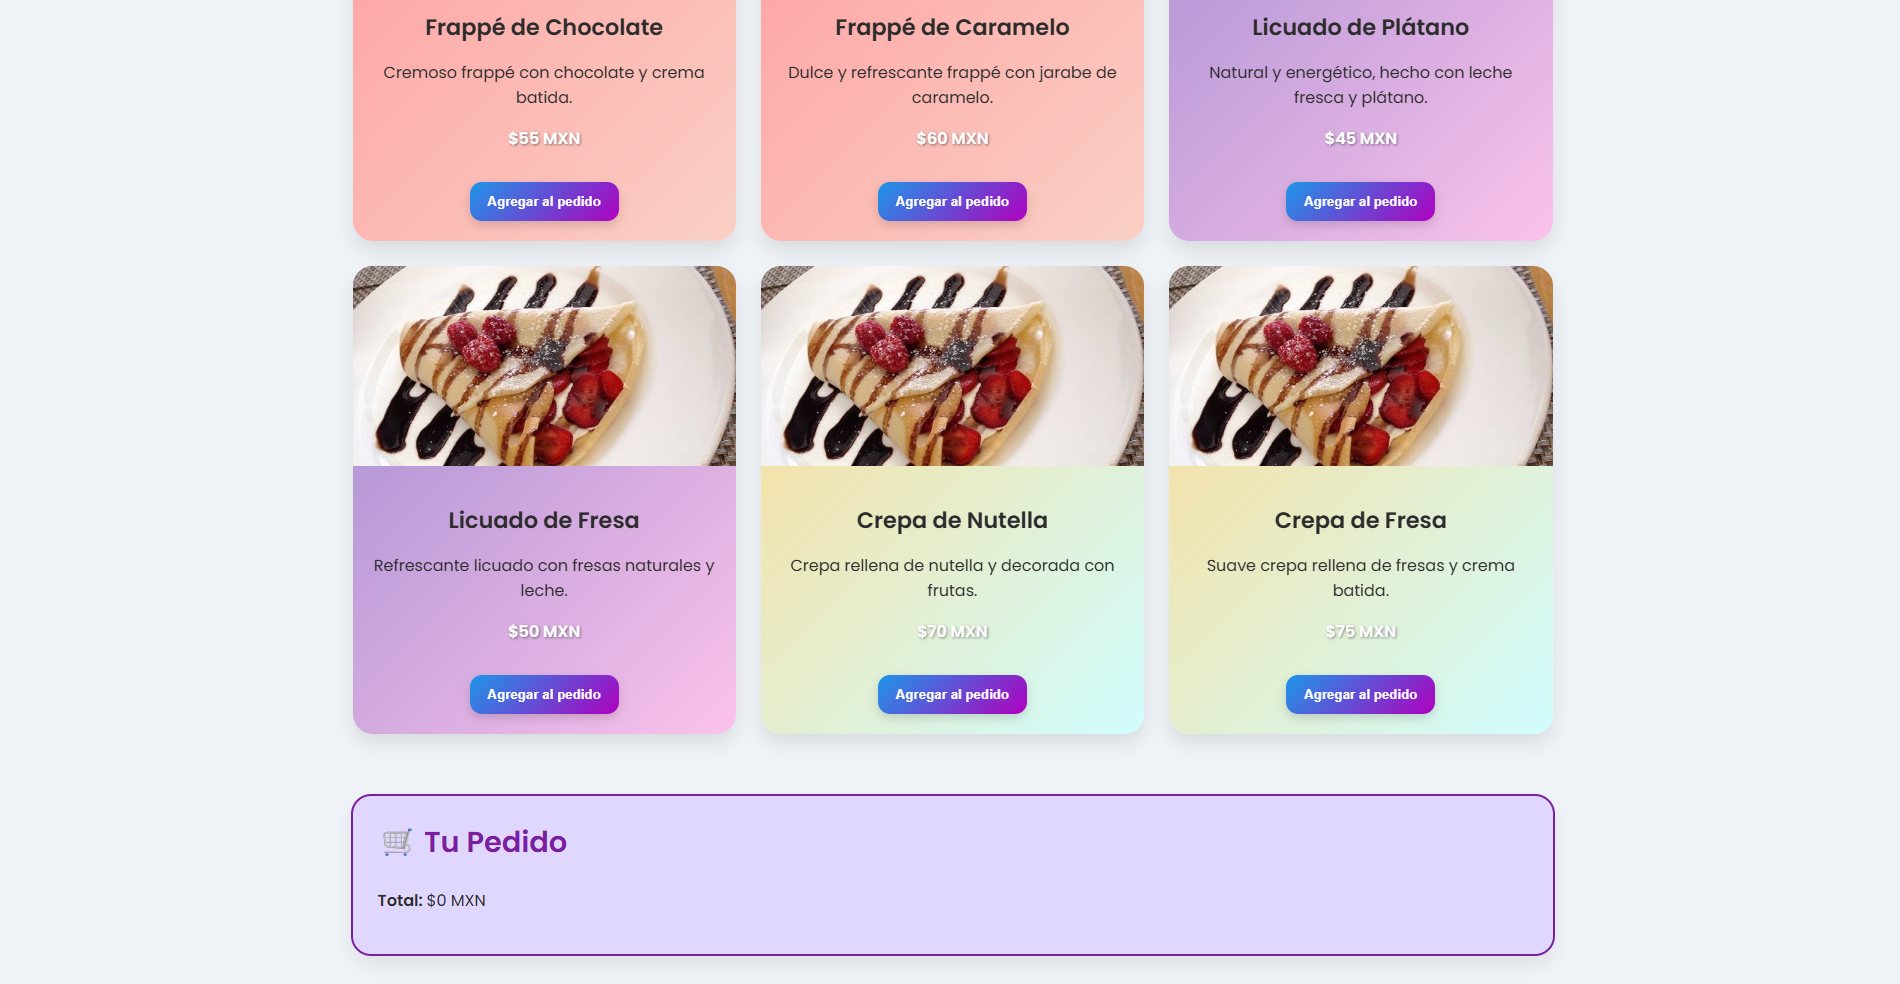 Frappé de Chocolate
Cremoso frappé con chocolate y crema
batida.
$55 MXN
Agregar al pedido
Frappé de Caramelo
Dulce y refrescante frappé con jarabe de
caramelo.
$60 MXN
Agregar al pedido
Licuado de Plátano
Natural y energético, hecho con leche
fresca y plátano.
$45 MXN
Agregar al pedido
Licuado de Fresa
Refrescante licuado con fresas naturales y
leche.
$50 MXN
Agregar al pedido
Crepa de Nutella
Crepa rellena de nutella y decorada con
frutas.
$70 MXN
Agregar al pedido
Crepa de Fresa
Suave crepa rellena de fresas y crema
batida.
$75 MXN
Agregar al pedido
🛒 Tu Pedido
Total: $0 MXN